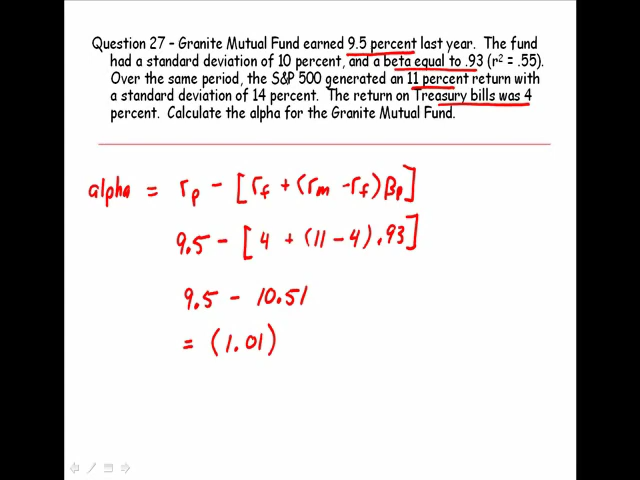 Question 27 – Granite Mutual Fund earned 9.5 percent last year. The fund
had a standard deviation of 10 percent, and a beta equal to .93 (r² = .55).
Over the same period, the S&P 500 generated an 11 percent return with
a standard deviation of 14 percent. The return on Treasury bills was 4
percent. Calculate the alpha for the Granite Mutual Fund.
alpha = rp - [rf + (rm - rf) βp]
9.5 - [4 + (11 - 4) .93]
9.5 - 10.51
= (1.01)